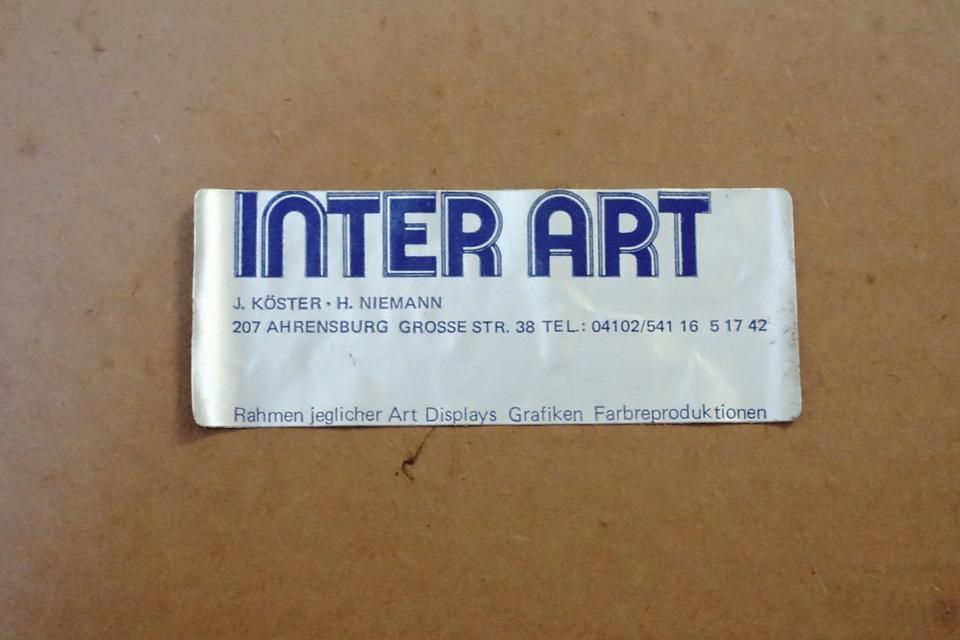 INTER ART
J. KÖSTER • H. NIEMANN
207 AHRENSBURG GROSSE STR. 38 TEL.: 04102/541 16 5 17 42
Rahmen jeglicher Art Displays Grafiken Farbreproduktionen